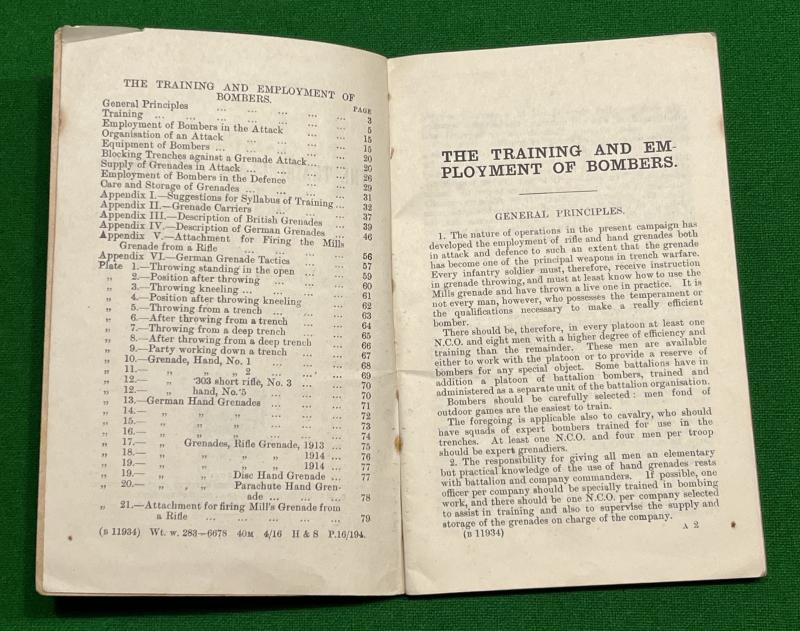 THE TRAINING AND EMPLOYMENT OF
BOMBERS.
PAGE
General Principles ... ... ... ... 3
Training ... ... ... ... ... 5
Employment of Bombers in the Attack ... ... 15
Organisation of an Attack ... ... 15
Equipment of Bombers ... ... ... 20
Blocking Trenches against a Grenade Attack... ... 20
Supply of Grenades in Attack ... ... ... 26
Employment of Bombers in the Defence ... 29
Care and Storage of Grenades ... ... ... 31
Appendix I.—Suggestions for Syllabus of Training ... 32
Appendix II.—Grenade Carriers ... ... ... 37
Appendix III.—Description of British Grenades ... 39
Appendix IV.—Description of German Grenades ... 46
Appendix V.—Attachment for Firing the Mills
Grenade from a Rifle ... ... ... 56
Appendix VI.—German Grenade Tactics ... ... 57
Plate 1.—Throwing standing in the open ... ... 59
„ 2.—Position after throwing ... ... ... 60
„ 3.—Throwing kneeling ... ... ... 61
„ 4.—Position after throwing kneeling ... 62
„ 5.—Throwing from a trench ... ... ... 63
„ 6.—After throwing from a trench ... ... 64
„ 7.—Throwing from a deep trench ... ... 65
„ 8.—After throwing from a deep trench ... 66
„ 9.—Party working down a trench ... ... 67
„ 10.—Grenade, Hand, No. 1 ... ... ... 68
„ 11.— „ „ „ 2 ... ... ... 69
„ 12.— „ ·303 short rifle, No. 3 ... ... 70
„ 12.— „ hand, No. 5 ... ... ... 70
„ 13.—German Hand Grenades ... ... ... 71
„ 14.— „ „ „ ... ... ... 72
„ 15.— „ „ „ ... ... ... 73
„ 16.— „ „ „ ... ... ... 74
„ 17.— „ Grenades, Rifle Grenade, 1913 ... 75
„ 18.— „ „ „ „ 1914 ... 76
„ 19.— „ „ „ „ 1914 ... 77
„ 19.— „ „ Disc Hand Grenade ... 77
„ 20.— „ „ Parachute Hand Gren-
ade ... ... ... 78
„ 21.—Attachment for firing Mill's Grenade from
a Rifle ... ... ... ... ... 79
(B 11934) Wt. w. 283—6678 40M 4/16 H & S P.16/194.
THE TRAINING AND EM-
PLOYMENT OF BOMBERS.
GENERAL PRINCIPLES.
1. The nature of operations in the present campaign has
developed the employment of rifle and hand grenades both
in attack and defence to such an extent that the grenade
has become one of the principal weapons in trench warfare.
Every infantry soldier must, therefore, receive instruction
in grenade throwing, and must at least know how to use the
Mills grenade and have thrown a live one in practice. It is
not every man, however, who possesses the temperament or
the qualifications necessary to make a really efficient
bomber.
There should be, therefore, in every platoon at least one
N.C.O. and eight men with a higher degree of efficiency and
training than the remainder. These men are available
either to work with the platoon or to provide a reserve of
bombers for any special object. Some battalions have in
addition a platoon of battalion bombers, trained and
administered as a separate unit of the battalion organisation.
Bombers should be carefully selected: men fond of
outdoor games are the easiest to train.
The foregoing is applicable also to cavalry, who should
have squads of expert bombers trained for use in the
trenches. At least one N.C.O. and four men per troop
should be expert grenadiers.
2. The responsibility for giving all men an elementary
but practical knowledge of the use of hand grenades rests
with battalion and company commanders. If possible, one
officer per company should be specially trained in bombing
work, and there should be one N.C.O. per company selected
to assist in training and also to supervise the supply and
storage of the grenades on charge of the company.
(B 11934) A 2